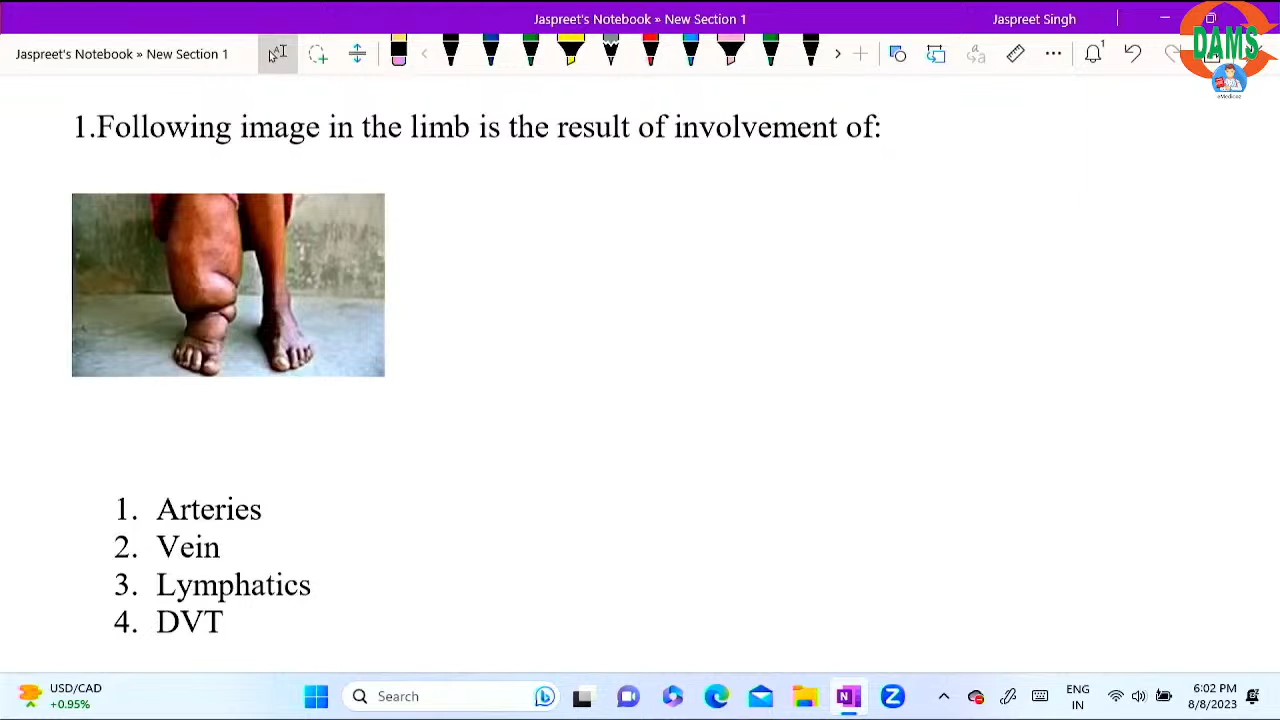 Jaspreet's Notebook » New Section 1
Jaspreet Singh
Jaspreet's Notebook » New Section 1
DAMS
eMedicoz
1.Following image in the limb is the result of involvement of:
1. Arteries
2. Vein
3. Lymphatics
4. DVT
USD/CAD
+0.95%
Search
ENG
IN
6:02 PM
8/8/2023